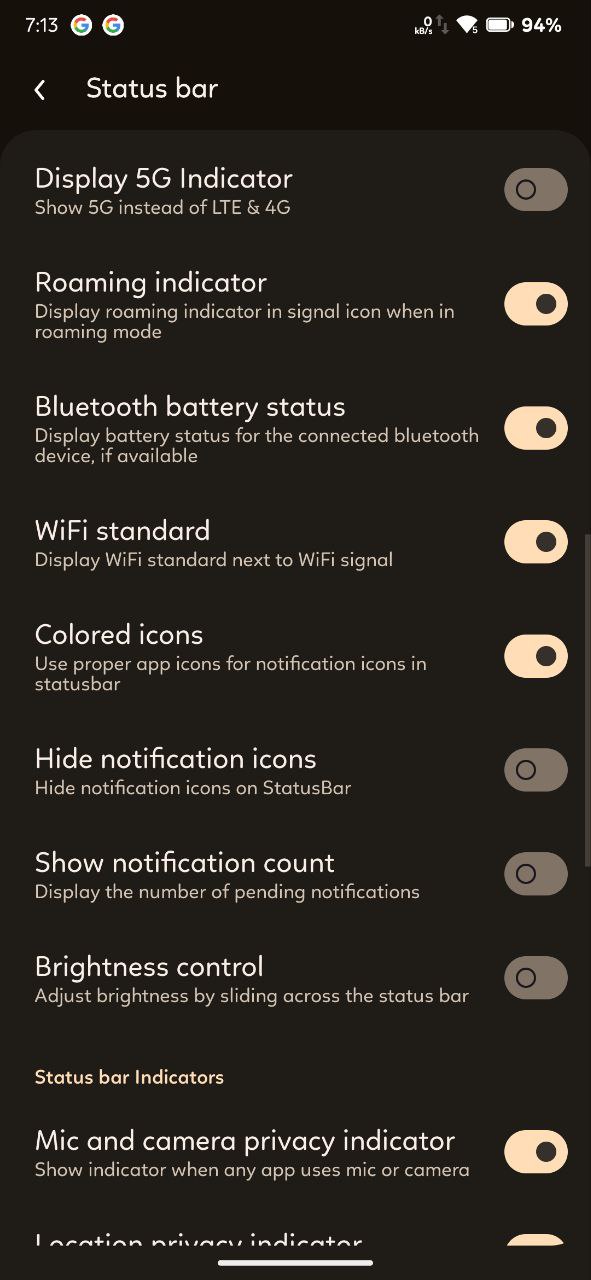 7:13 G G 0 kB/s 5 94%
Status bar
Display 5G Indicator
Show 5G instead of LTE & 4G
Roaming indicator
Display roaming indicator in signal icon when in
roaming mode
Bluetooth battery status
Display battery status for the connected bluetooth
device, if available
WiFi standard
Display WiFi standard next to WiFi signal
Colored icons
Use proper app icons for notification icons in
statusbar
Hide notification icons
Hide notification icons on StatusBar
Show notification count
Display the number of pending notifications
Brightness control
Adjust brightness by sliding across the status bar
Status bar Indicators
Mic and camera privacy indicator
Show indicator when any app uses mic or camera
Location privacy indicator